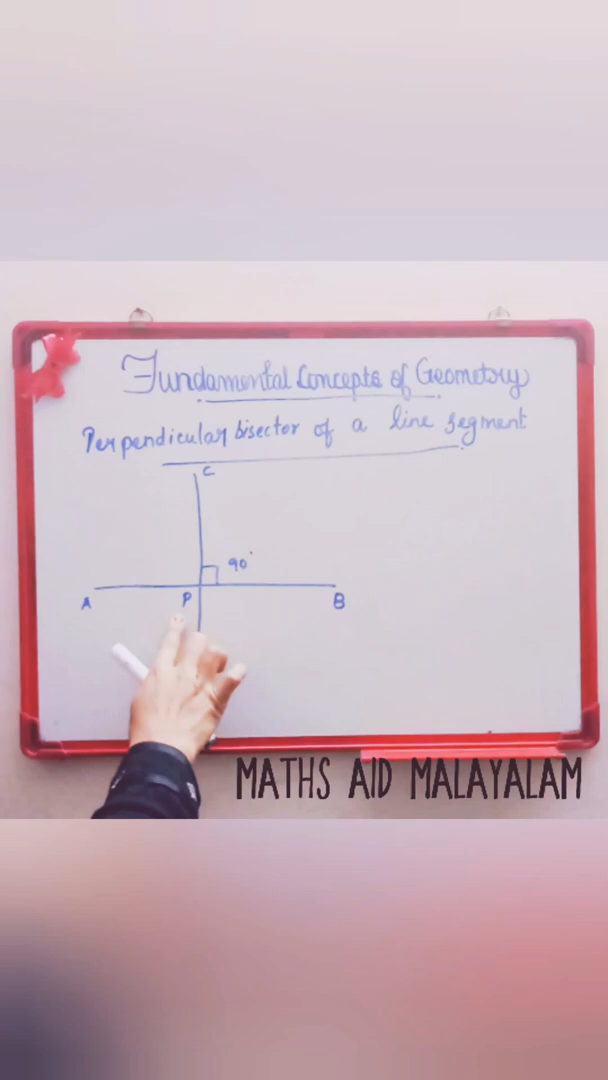 Fundamental Concepts of Geometry
Perpendicular bisector of a line segment
C
90°
A P B
MATHS AID MALAYALAM